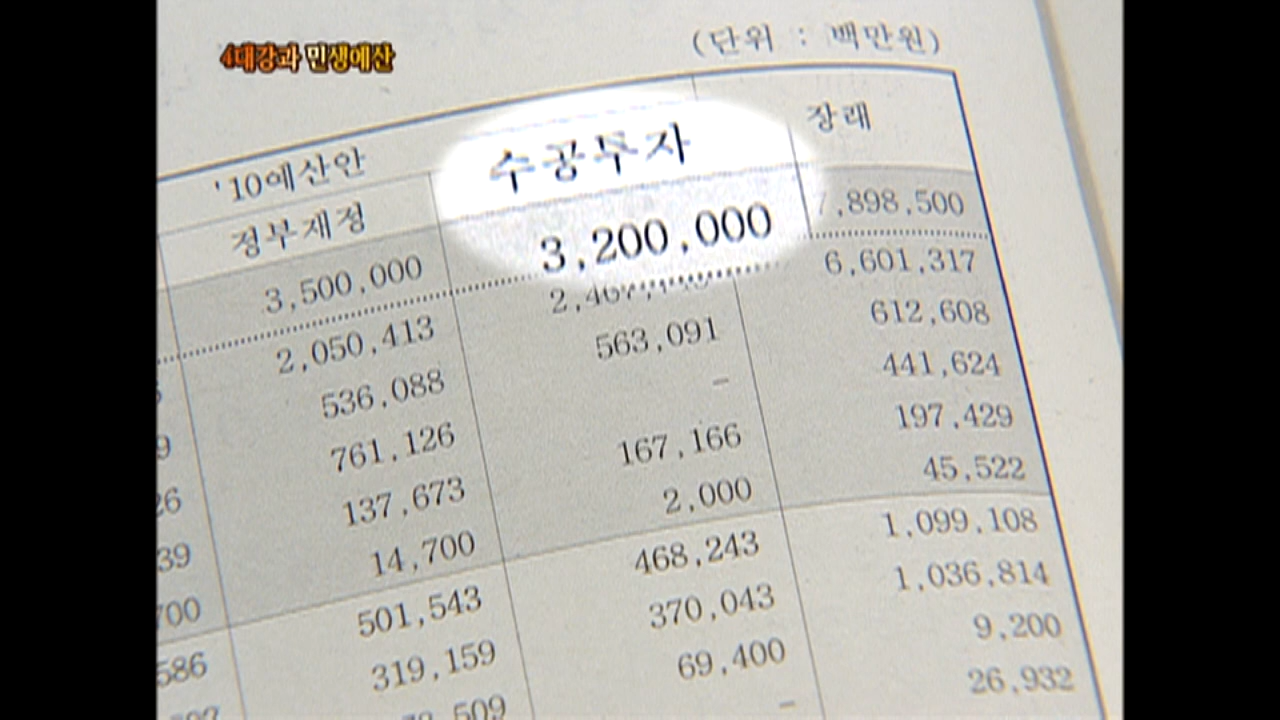 4대강과 민생예산
(단위 : 백만원)
'10예산안 수공투자 장래
정부재정
3,500,000 3,200,000 7,898,500
2,050,413 6,601,317
536,088 563,091 612,608
761,126 - 441,624
137,673 167,166 197,429
14,700 2,000 45,522
501,543 468,243 1,099,108
319,159 370,043 1,036,814
509 69,400 9,200
- 26,932